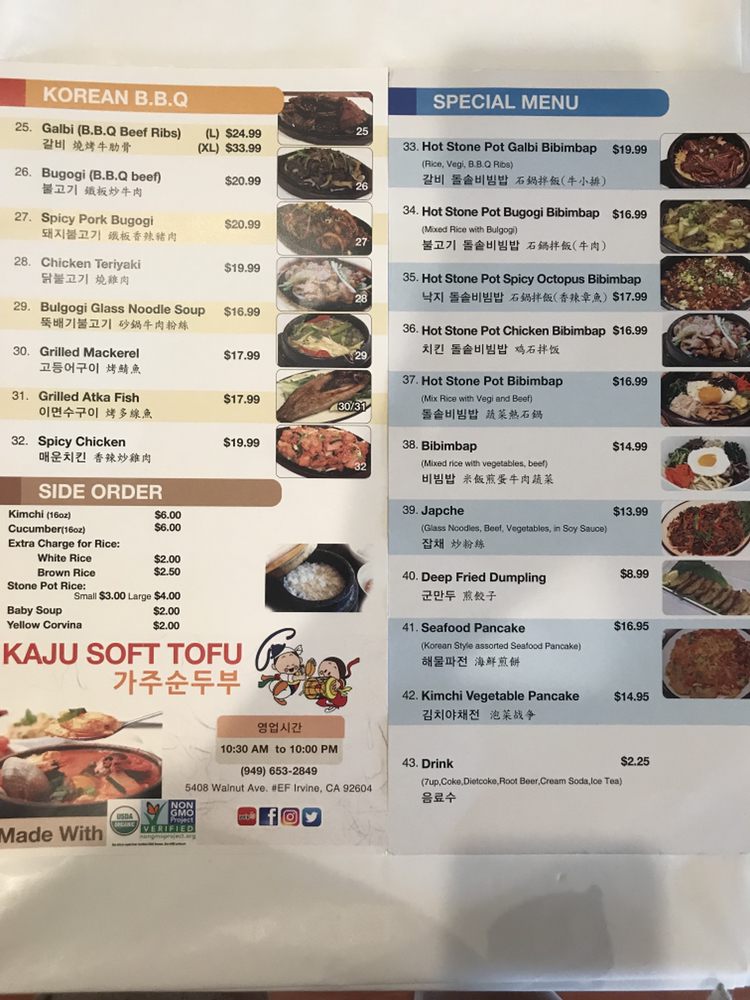 KOREAN B.B.Q
25. Galbi (B.B.Q Beef Ribs) (L) $24.99
갈비 燒烤牛肋骨 (XL) $33.99
25
26. Bugogi (B.B.Q beef) $20.99
불고기 鐵板炒牛肉
26
27. Spicy Pork Bugogi $20.99
돼지불고기 鐵板香辣豬肉
27
28. Chicken Teriyaki $19.99
닭불고기 燒雞肉
28
29. Bulgogi Glass Noodle Soup $16.99
뚝배기불고기 砂鍋牛肉粉絲
29
30. Grilled Mackerel $17.99
고등어구이 烤鯖魚
31. Grilled Atka Fish $17.99
이면수구이 烤多線魚
30/31
32. Spicy Chicken $19.99
매운치킨 香辣炒雞肉
32
SIDE ORDER
Kimchi (16oz) $6.00
Cucumber(16oz) $6.00
Extra Charge for Rice:
White Rice $2.00
Brown Rice $2.50
Stone Pot Rice:
Small $3.00 Large $4.00
Baby Soup $2.00
Yellow Corvina $2.00
KAJU SOFT TOFU
가주순두부
영업시간
10:30 AM to 10:00 PM
(949) 653-2849
5408 Walnut Ave. #EF Irvine, CA 92604
Made With
USDA
ORGANIC
NON
GMO
Project
VERIFIED
nongmoproject.org
yelp
SPECIAL MENU
33. Hot Stone Pot Galbi Bibimbap $19.99
(Rice, Vegi, B.B.Q Ribs)
갈비 돌솥비빔밥 石鍋拌飯(牛小排)
34. Hot Stone Pot Bugogi Bibimbap $16.99
(Mixed Rice with Bulgogi)
불고기 돌솥비빔밥 石鍋拌飯(牛肉)
35. Hot Stone Pot Spicy Octopus Bibimbap
낙지 돌솥비빔밥 石鍋拌飯(香辣章魚) $17.99
36. Hot Stone Pot Chicken Bibimbap $16.99
치킨 돌솥비빔밥 鸡石拌饭
37. Hot Stone Pot Bibimbap $16.99
(Mix Rice with Vegi and Beef)
돌솥비빔밥 蔬菜熱石鍋
38. Bibimbap $14.99
(Mixed rice with vegetables, beef)
비빔밥 米飯煎蛋牛肉蔬菜
39. Japche $13.99
(Glass Noodles, Beef, Vegetables, in Soy Sauce)
잡채 炒粉絲
40. Deep Fried Dumpling $8.99
군만두 煎餃子
41. Seafood Pancake $16.95
(Korean Style assorted Seafood Pancake)
해물파전 海鮮煎餅
42. Kimchi Vegetable Pancake $14.95
김치야채전 泡菜战争
43. Drink $2.25
(7up,Coke,Dietcoke,Root Beer,Cream Soda,Ice Tea)
음료수